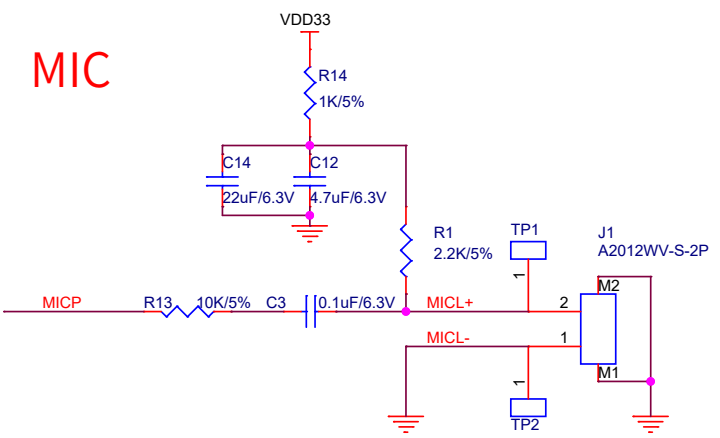 VDD33
MIC
R14
1K/5%
C14
C12
22uF/6.3V
4.7uF/6.3V
R1
2.2K/5%
TP1
J1
A2012WV-S-2P
1
M2
MICP
R13
10K/5%
C3
0.1uF/6.3V
MICL+
2
MICL-
1
M1
1
TP2